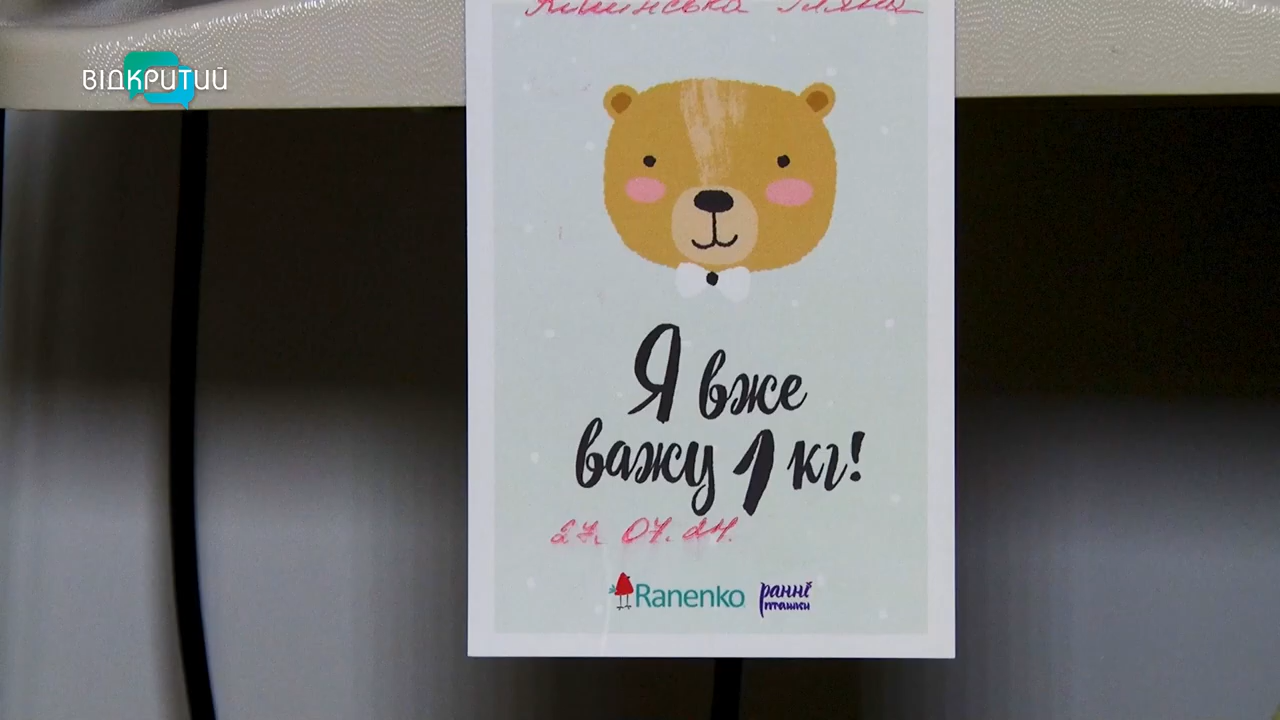 ВІДКРИТИЙ
Я вже
важу 1 кг!
27. 07. 24.
Ranenko
ранні
пташки